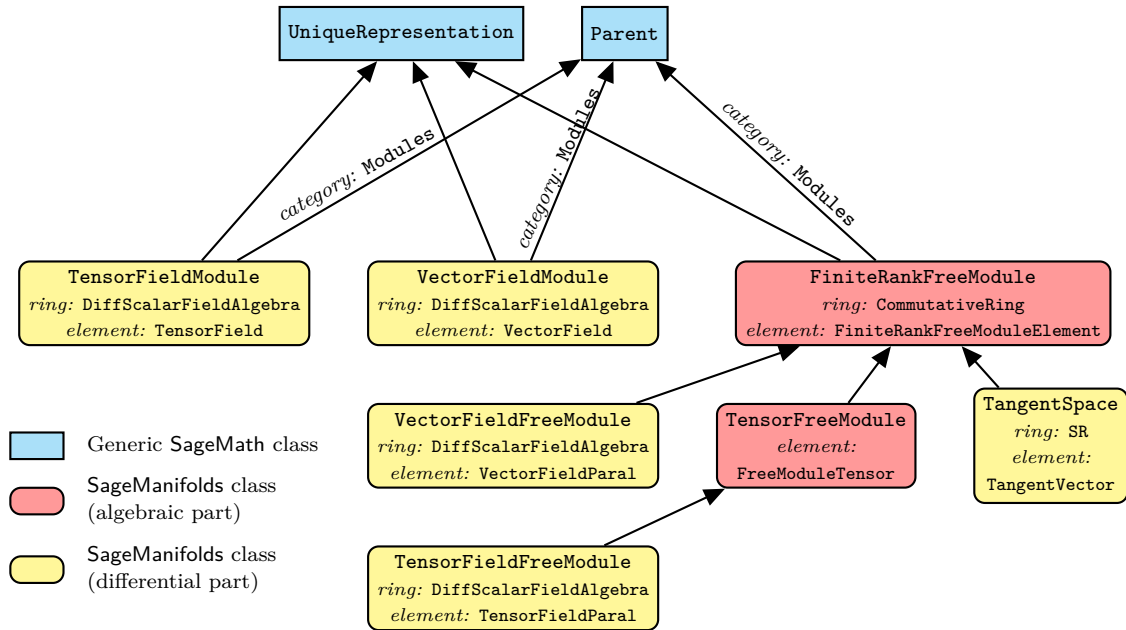 UniqueRepresentation
Parent
category: Modules
category: Modules
category: Modules
TensorFieldModule
ring: DiffScalarFieldAlgebra
element: TensorField
VectorFieldModule
ring: DiffScalarFieldAlgebra
element: VectorField
FiniteRankFreeModule
ring: CommutativeRing
element: FiniteRankFreeModuleElement
VectorFieldFreeModule
ring: DiffScalarFieldAlgebra
element: VectorFieldParal
TensorFreeModule
element:
FreeModuleTensor
TangentSpace
ring: SR
element:
TangentVector
TensorFieldFreeModule
ring: DiffScalarFieldAlgebra
element: TensorFieldParal
Generic SageMath class
SageManifolds class
(algebraic part)
SageManifolds class
(differential part)